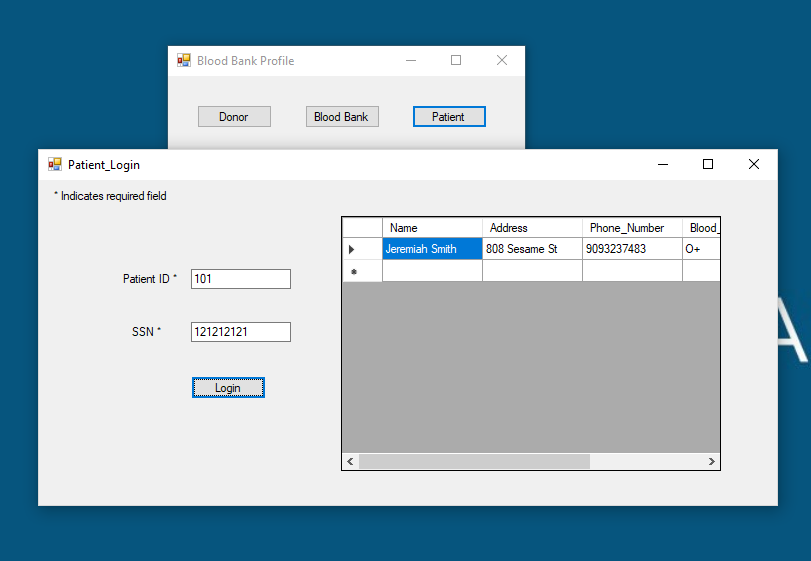 Blood Bank Profile
Donor Blood Bank Patient
Patient_Login
* Indicates required field
Name Address Phone_Number Blood_
Jeremiah Smith 808 Sesame St 9093237483 O+
Patient ID * 101
SSN * 121212121
Login
A